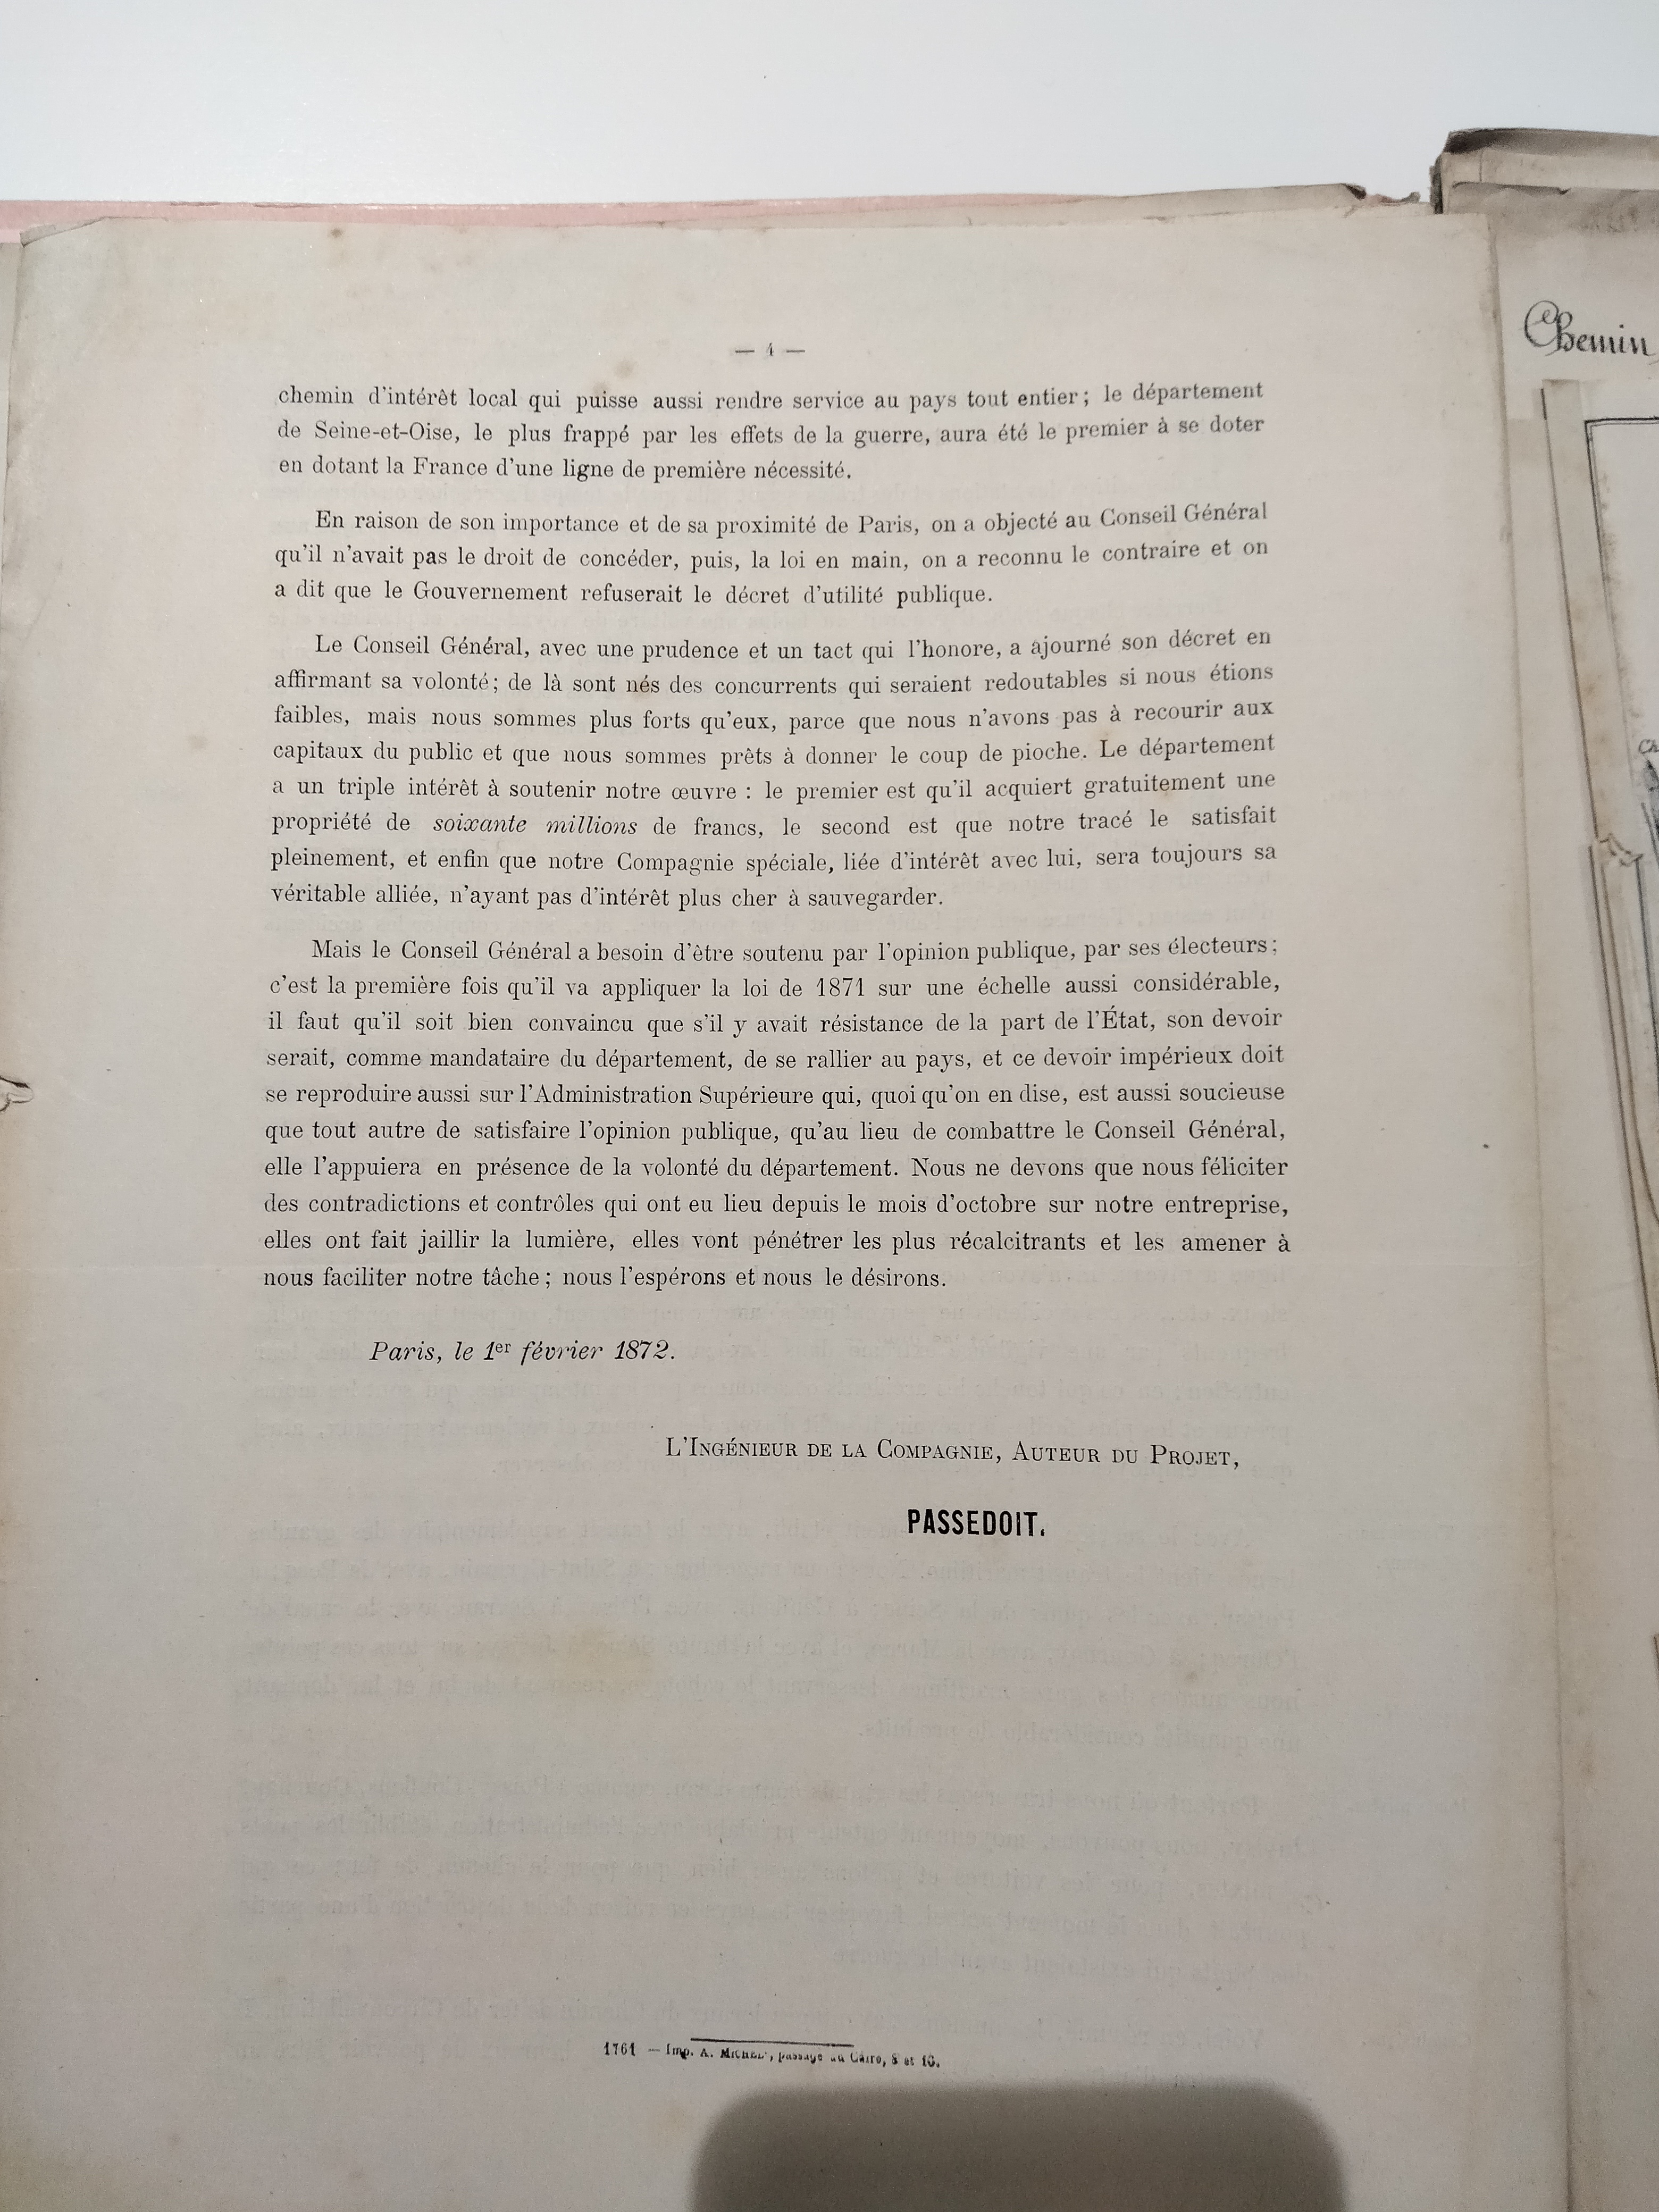 — 4 —
chemin d'intérêt local qui puisse aussi rendre service au pays tout entier ; le département
de Seine-et-Oise, le plus frappé par les effets de la guerre, aura été le premier à se doter
en dotant la France d'une ligne de première nécessité.
En raison de son importance et de sa proximité de Paris, on a objecté au Conseil Général
qu'il n'avait pas le droit de concéder, puis, la loi en main, on a reconnu le contraire et on
a dit que le Gouvernement refuserait le décret d'utilité publique.
Le Conseil Général, avec une prudence et un tact qui l'honore, a ajourné son décret en
affirmant sa volonté ; de là sont nés des concurrents qui seraient redoutables si nous étions
faibles, mais nous sommes plus forts qu'eux, parce que nous n'avons pas à recourir aux
capitaux du public et que nous sommes prêts à donner le coup de pioche. Le département
a un triple intérêt à soutenir notre œuvre : le premier est qu'il acquiert gratuitement une
propriété de soixante millions de francs, le second est que notre tracé le satisfait
pleinement, et enfin que notre Compagnie spéciale, liée d'intérêt avec lui, sera toujours sa
véritable alliée, n'ayant pas d'intérêt plus cher à sauvegarder.
Mais le Conseil Général a besoin d'être soutenu par l'opinion publique, par ses électeurs ;
c'est la première fois qu'il va appliquer la loi de 1871 sur une échelle aussi considérable,
il faut qu'il soit bien convaincu que s'il y avait résistance de la part de l'État, son devoir
serait, comme mandataire du département, de se rallier au pays, et ce devoir impérieux doit
se reproduire aussi sur l'Administration Supérieure qui, quoi qu'on en dise, est aussi soucieuse
que tout autre de satisfaire l'opinion publique, qu'au lieu de combattre le Conseil Général,
elle l'appuiera en présence de la volonté du département. Nous ne devons que nous féliciter
des contradictions et contrôles qui ont eu lieu depuis le mois d'octobre sur notre entreprise,
elles ont fait jaillir la lumière, elles vont pénétrer les plus récalcitrants et les amener à
nous faciliter notre tâche ; nous l'espérons et nous le désirons.
Paris, le 1er février 1872.
L'Ingénieur de la Compagnie, Auteur du Projet,
PASSEDOIT.
1761 — Imp. A. Michel, passage du Caire, 8 et 10.
Chemin